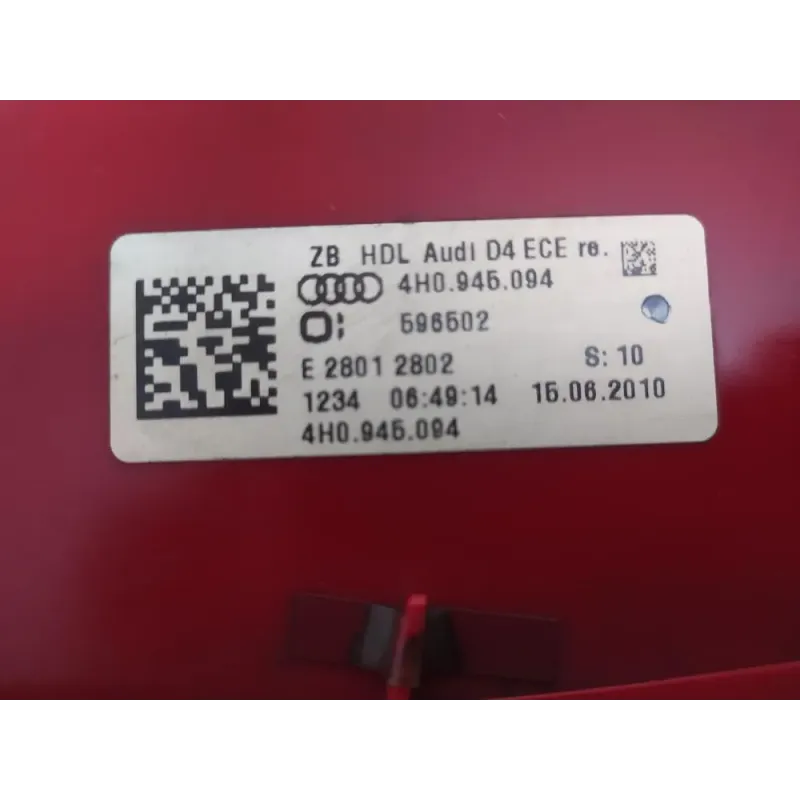 ZB HDL Audi D4 ECE re.
4H0.945.094
O: 596502
E 2801 2802 S: 10
1234 06:49:14 15.06.2010
4H0.945.094